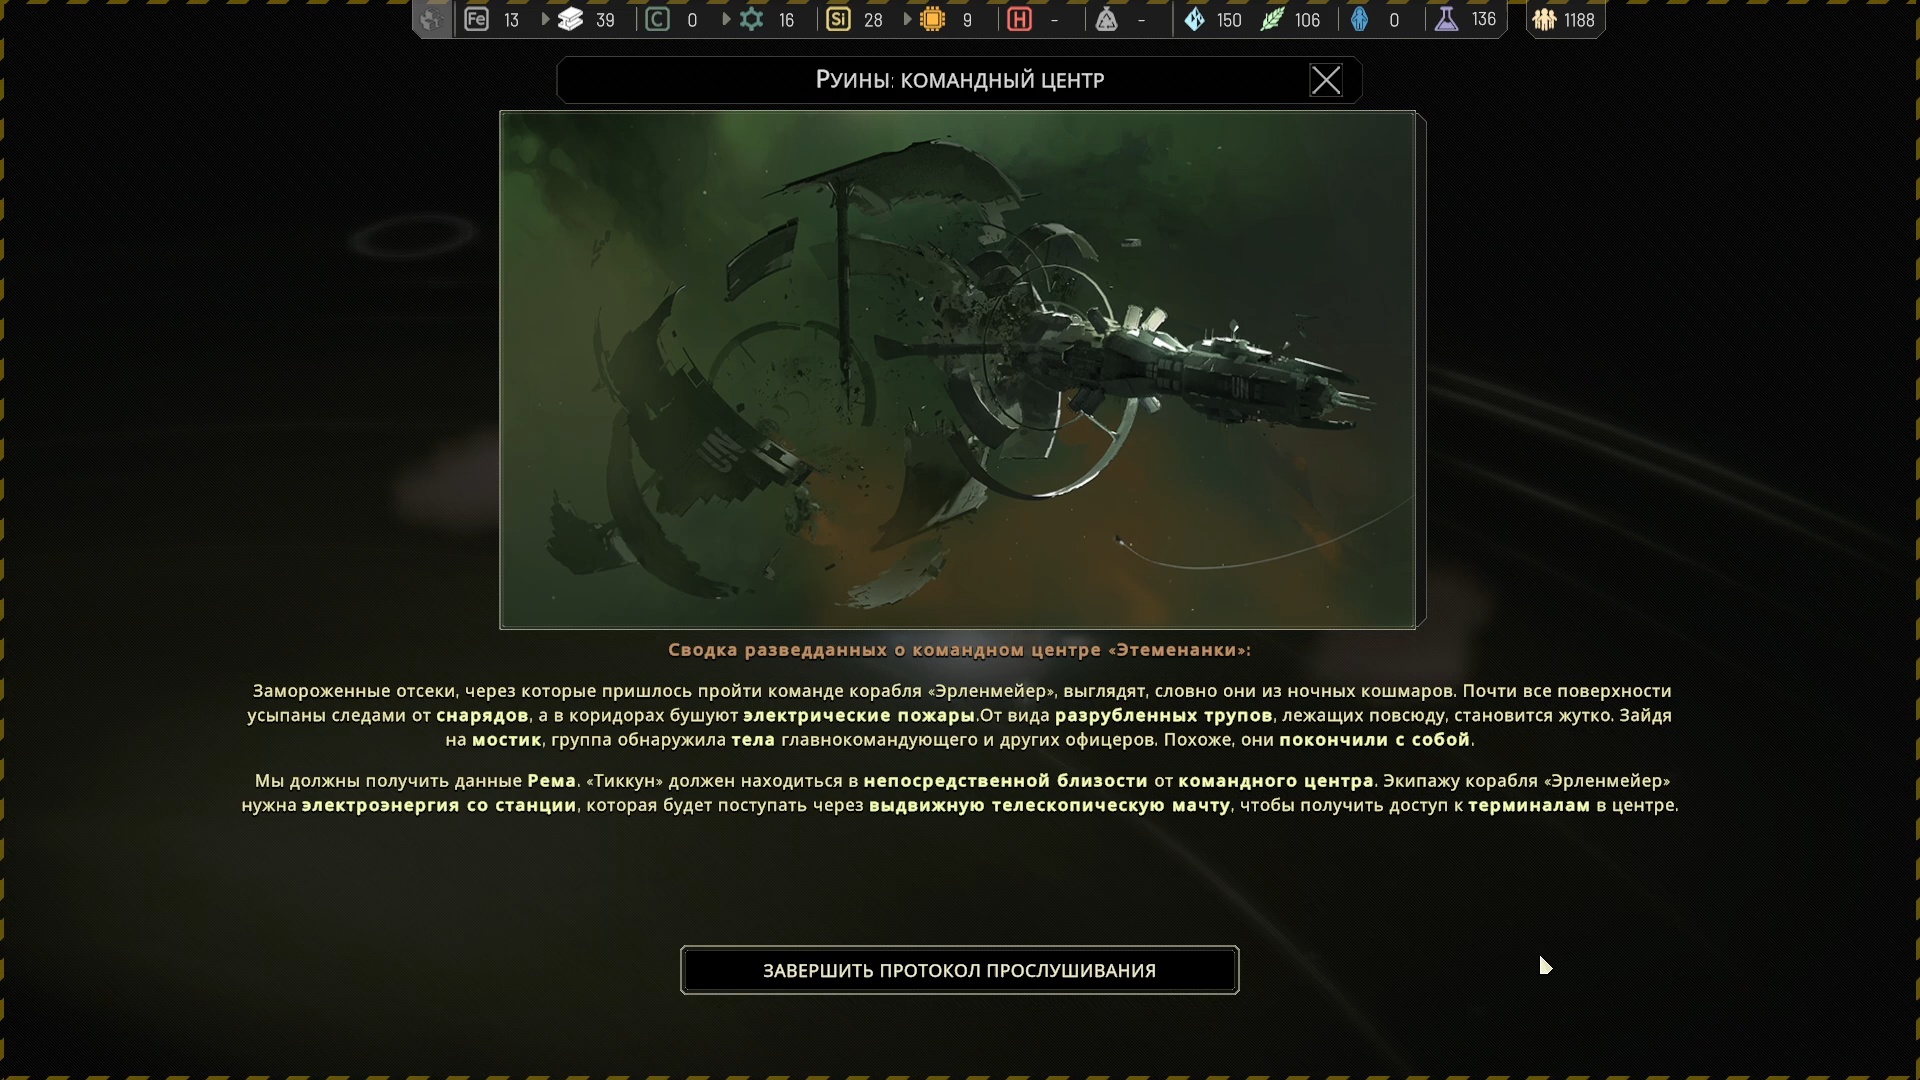 Fe 13 39 C 0 16 Si 28 9 H - - 150 106 0 136 1188
РУИНЫ: КОМАНДНЫЙ ЦЕНТР
Сводка разведданных о командном центре «Этеменанки»:
Замороженные отсеки, через которые пришлось пройти команде корабля «Эрленмейер», выглядят, словно они из ночных кошмаров. Почти все поверхности
усыпаны следами от снарядов, а в коридорах бушуют электрические пожары.От вида разрубленных трупов, лежащих повсюду, становится жутко. Зайдя
на мостик, группа обнаружила тела главнокомандующего и других офицеров. Похоже, они покончили с собой.
Мы должны получить данные Рема. «Тиккун» должен находиться в непосредственной близости от командного центра. Экипажу корабля «Эрленмейер»
нужна электроэнергия со станции, которая будет поступать через выдвижную телескопическую мачту, чтобы получить доступ к терминалам в центре.
ЗАВЕРШИТЬ ПРОТОКОЛ ПРОСЛУШИВАНИЯ